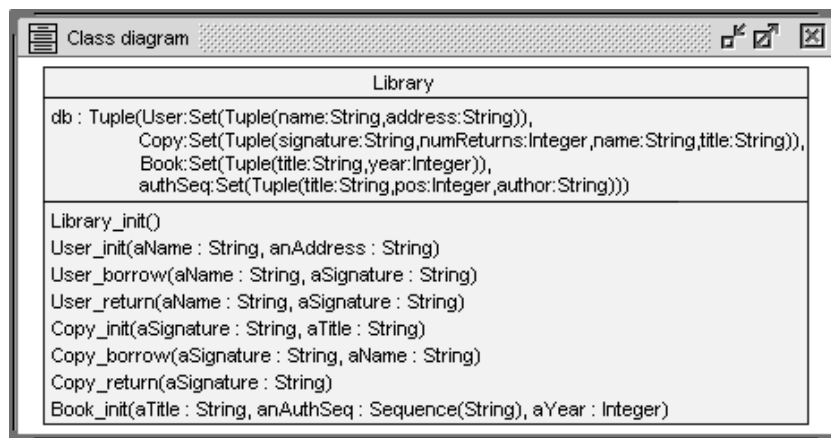 Class diagram
Library
db : Tuple(User:Set(Tuple(name:String,address:String)),
Copy:Set(Tuple(signature:String,numReturns:Integer,name:String,title:String)),
Book:Set(Tuple(title:String,year:Integer)),
authSeq:Set(Tuple(title:String,pos:Integer,author:String)))
Library_init()
User_init(aName : String, anAddress : String)
User_borrow(aName : String, aSignature : String)
User_return(aName : String, aSignature : String)
Copy_init(aSignature : String, aTitle : String)
Copy_borrow(aSignature : String, aName : String)
Copy_return(aSignature : String)
Book_init(aTitle : String, anAuthSeq : Sequence(String), aYear : Integer)